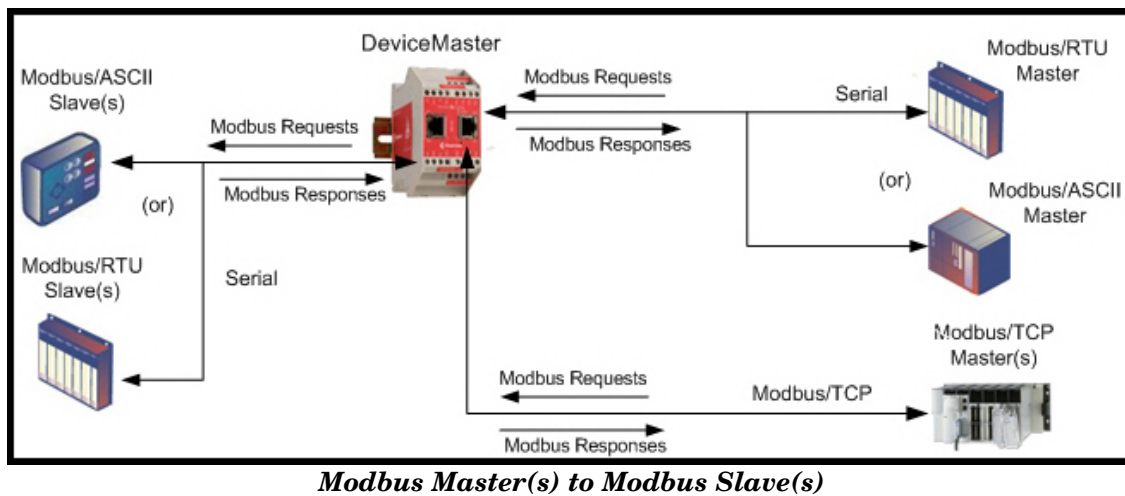 DeviceMaster
Modbus/ASCII
Slave(s)
Modbus Requests
Modbus Responses
(or)
Modbus/RTU
Slave(s)
Serial
Modbus Requests
Modbus Responses
Serial
Modbus/RTU
Master
(or)
Modbus/ASCII
Master
Modbus Requests
Modbus Responses
Modbus/TCP
Modbus/TCP
Master(s)
Modbus Master(s) to Modbus Slave(s)